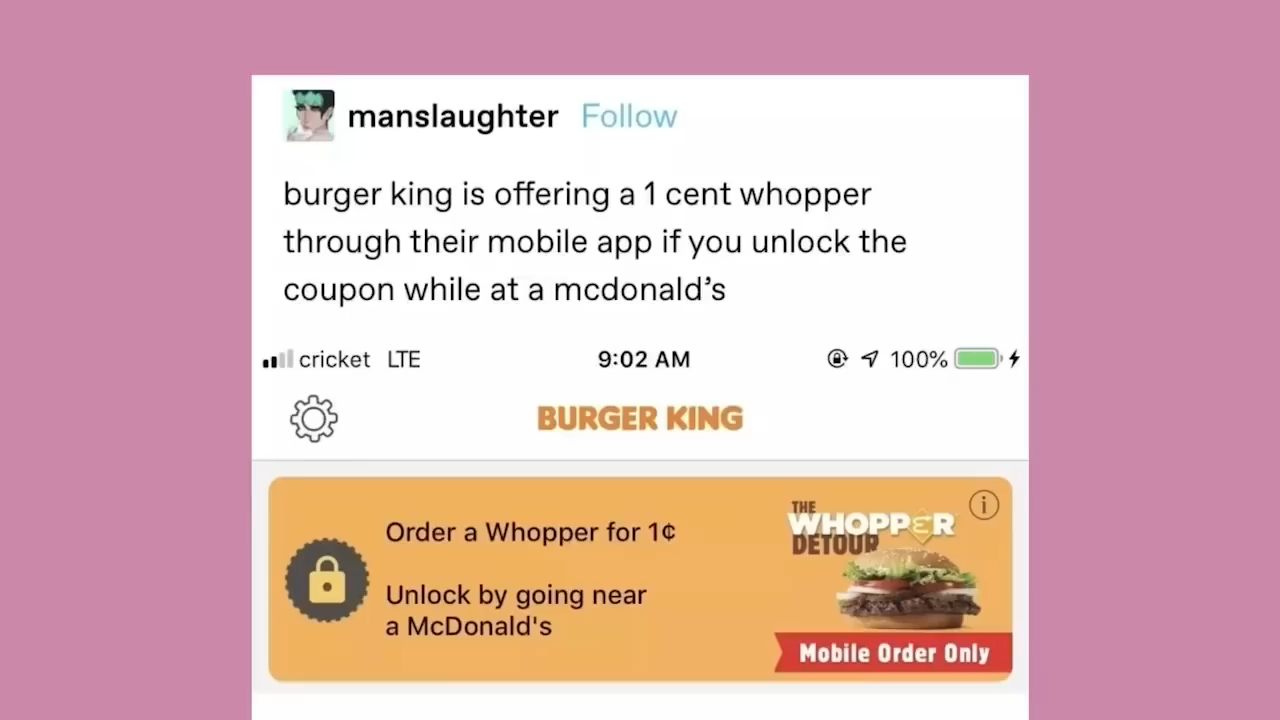 manslaughter Follow
burger king is offering a 1 cent whopper
through their mobile app if you unlock the
coupon while at a mcdonald’s
cricket LTE 9:02 AM 100%
BURGER KING
Order a Whopper for 1¢
Unlock by going near
a McDonald's
THE
WHOPPER
DETOUR
i
Mobile Order Only